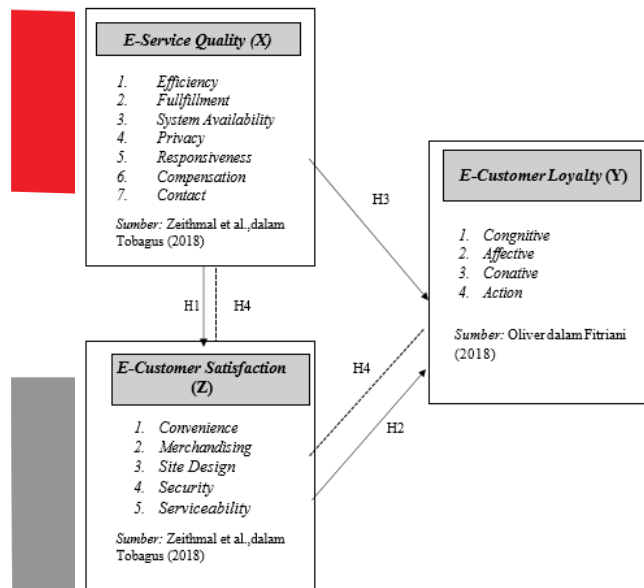 E-Service Quality (X)
1. Efficiency
2. Fullfillment
3. System Availability
4. Privacy
5. Responsiveness
6. Compensation
7. Contact
Sumber: Zeithmal et al.,dalam
Tobagus (2018)
H1
H4
E-Customer Satisfaction
(Z)
1. Convenience
2. Merchandising
3. Site Design
4. Security
5. Serviceability
Sumber: Zeithmal et al.,dalam
Tobagus (2018)
H3
H4
H2
E-Customer Loyalty (Y)
1. Congnitive
2. Affective
3. Conative
4. Action
Sumber: Oliver dalam Fitriani
(2018)